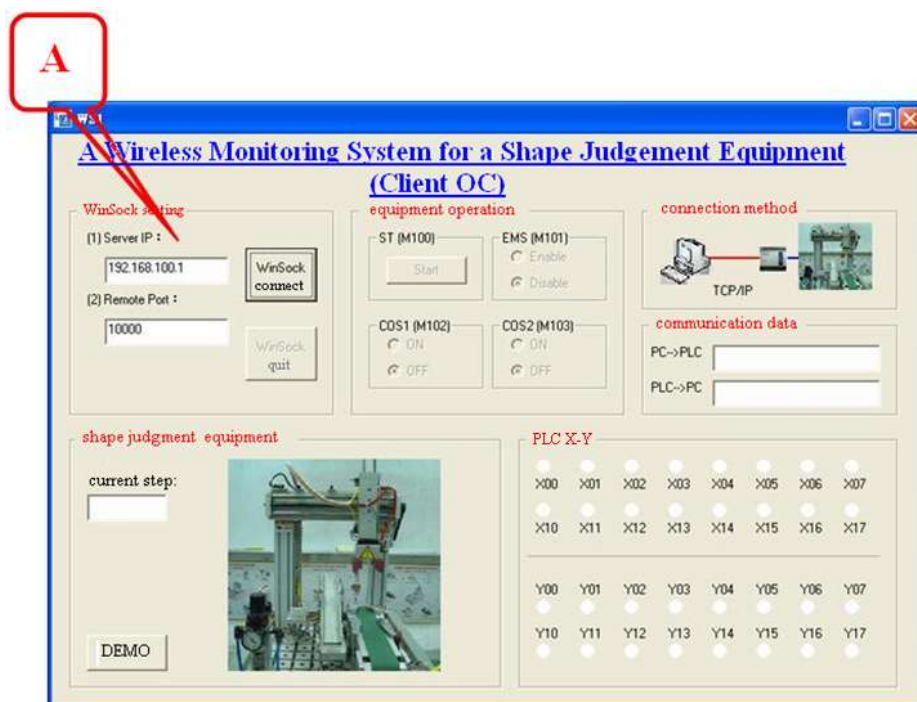 A
A Wireless Monitoring System for a Shape Judgement Equipment
(Client OC)
WinSock setting
(1) Server IP：
192.168.100.1
WinSock
connect
(2) Remote Port：
10000
WinSock
quit
equipment operation
ST (M100)
Start
EMS (M101)
Enable
Disable
COS1 (M102)
ON
OFF
COS2 (M103)
ON
OFF
connection method
TCP/IP
communication data
PC-->PLC
PLC-->PC
shape judgment equipment
current step:
DEMO
PLC X-Y
X00 X01 X02 X03 X04 X05 X06 X07
X10 X11 X12 X13 X14 X15 X16 X17
Y00 Y01 Y02 Y03 Y04 Y05 Y06 Y07
Y10 Y11 Y12 Y13 Y14 Y15 Y16 Y17